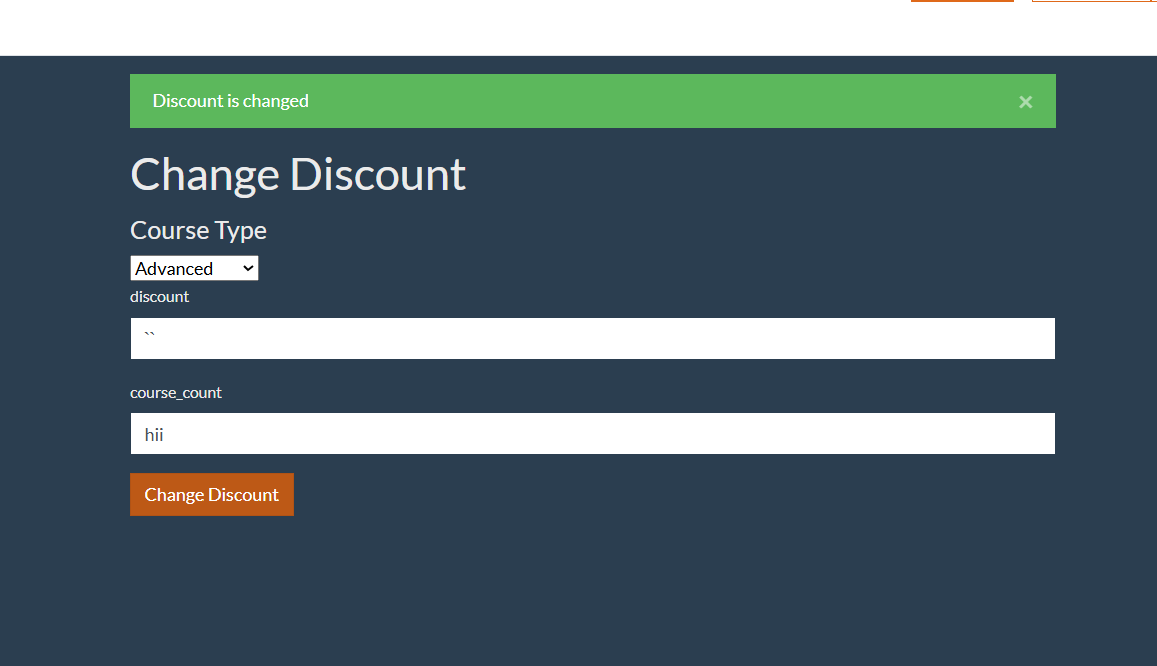 Discount is changed ×
Change Discount
Course Type
Advanced
discount
``
course_count
hii
Change Discount